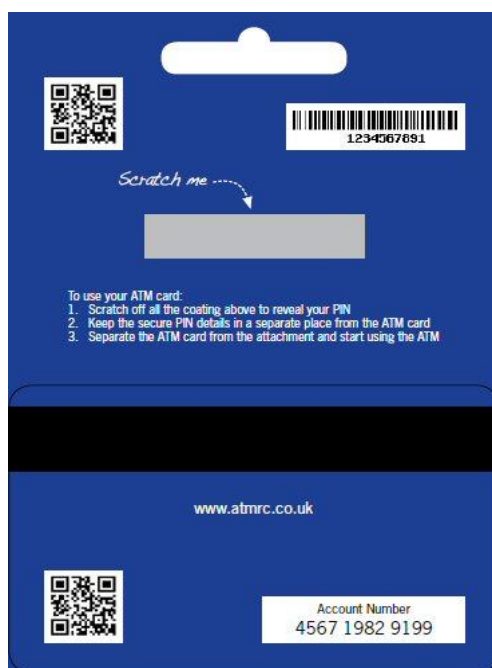 1234567891
Scratch me
To use your ATM card:
1. Scratch off all the coating above to reveal your PIN
2. Keep the secure PIN details in a separate place from the ATM card
3. Separate the ATM card from the attachment and start using the ATM
www.atmrc.co.uk
Account Number
4567 1982 9199